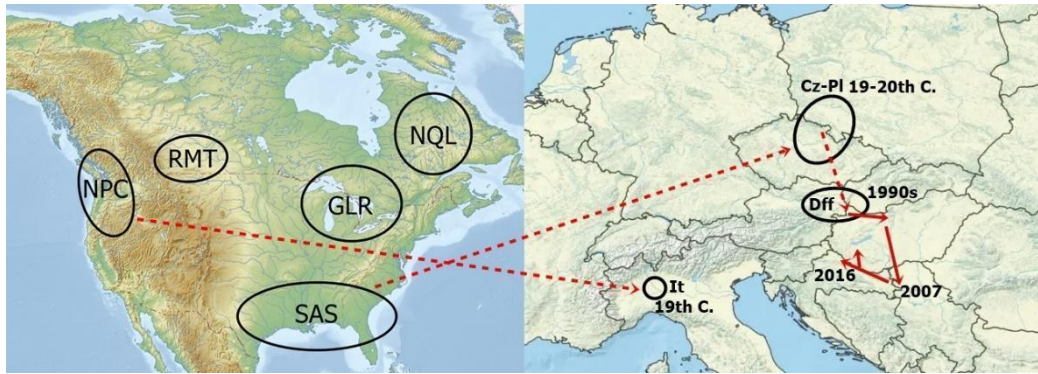 NQL
RMT
NPC
GLR
SAS
Cz-Pl 19-20th C.
1990s
Dff
2016
2007
It
19th C.